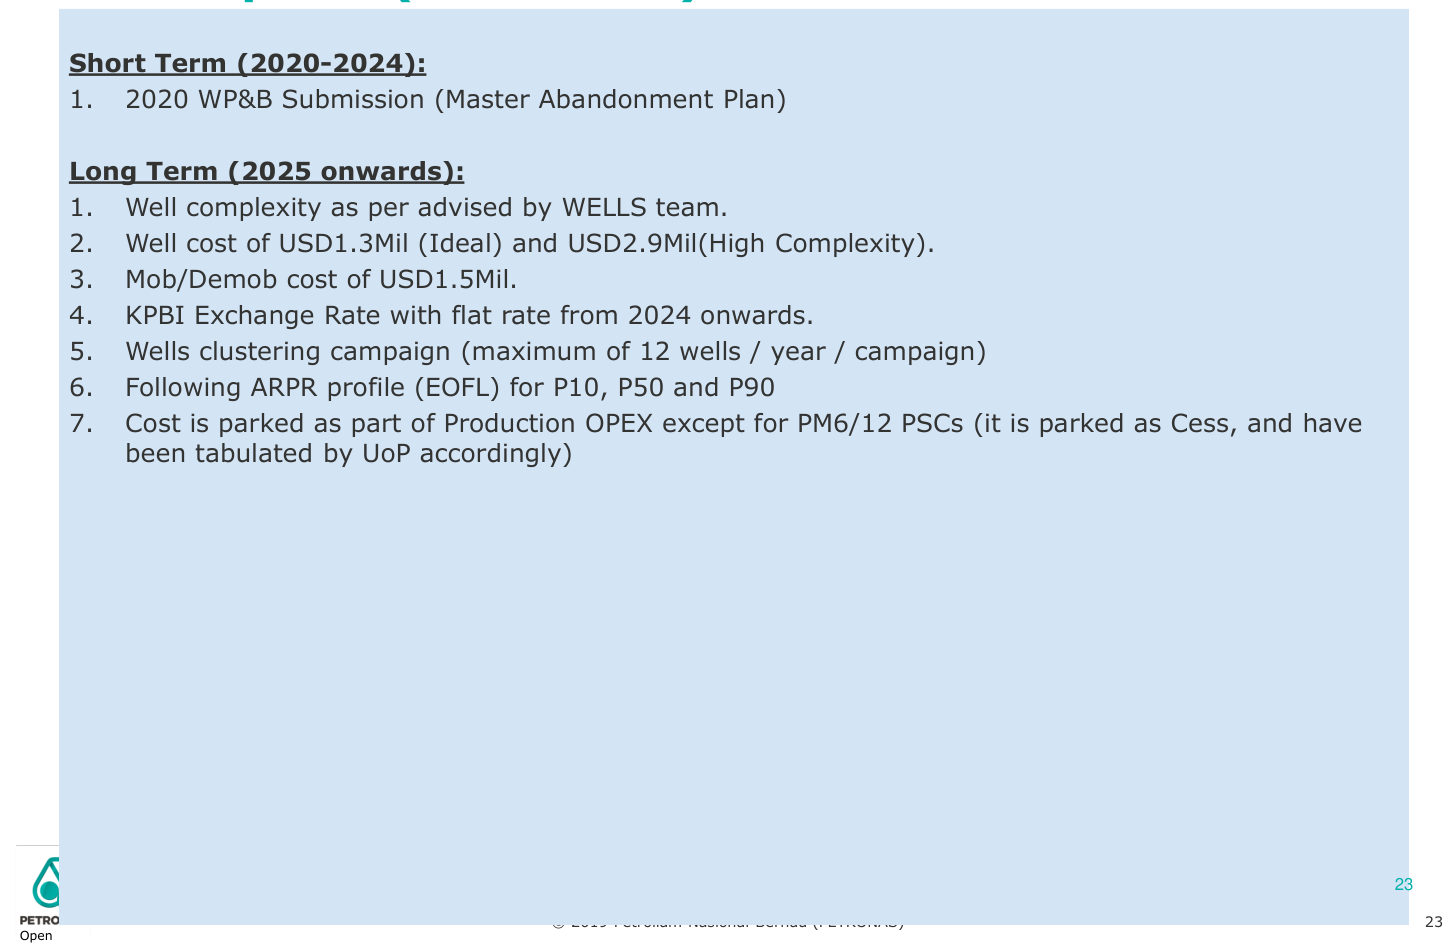 Short Term (2020-2024):
1. 2020 WP&B Submission (Master Abandonment Plan)
Long Term (2025 onwards):
1. Well complexity as per advised by WELLS team.
2. Well cost of USD1.3Mil (Ideal) and USD2.9Mil(High Complexity).
3. Mob/Demob cost of USD1.5Mil.
4. KPBI Exchange Rate with flat rate from 2024 onwards.
5. Wells clustering campaign (maximum of 12 wells / year / campaign)
6. Following ARPR profile (EOFL) for P10, P50 and P90
7. Cost is parked as part of Production OPEX except for PM6/12 PSCs (it is parked as Cess, and have
been tabulated by UoP accordingly)
23
PETRO
© 2019 Petroliam Nasional Berhad (PETRONAS)
23
Open